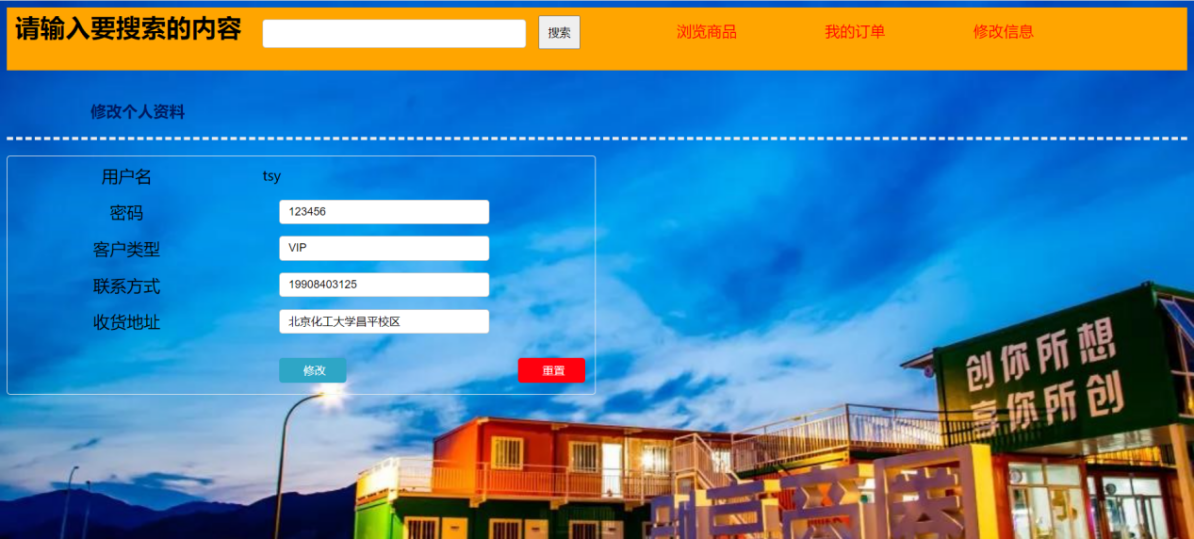 请输入要搜索的内容 搜索 浏览商品 我的订单 修改信息
修改个人资料
用户名 tsy
密码 123456
客户类型 VIP
联系方式 19908403125
收货地址 北京化工大学昌平校区
修改 重置
创你所想
享你所创